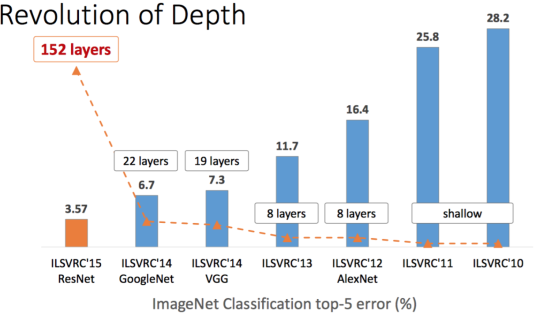 Revolution of Depth
28.2
25.8
152 layers
16.4
11.7
22 layers
19 layers
6.7
7.3
3.57
8 layers
8 layers
shallow
ILSVRC'15
ResNet
ILSVRC'14
GoogleNet
ILSVRC'14
VGG
ILSVRC'13
ILSVRC'12
AlexNet
ILSVRC'11
ILSVRC'10
ImageNet Classification top-5 error (%)